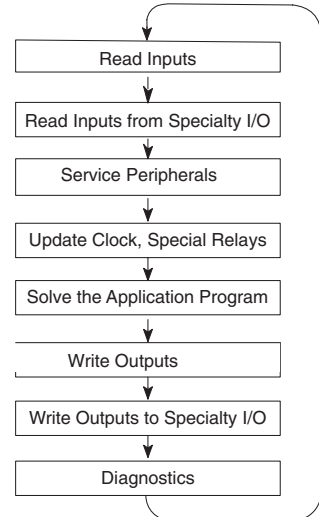 Read Inputs
Read Inputs from Specialty I/O
Service Peripherals
Update Clock, Special Relays
Solve the Application Program
Write Outputs
Write Outputs to Specialty I/O
Diagnostics